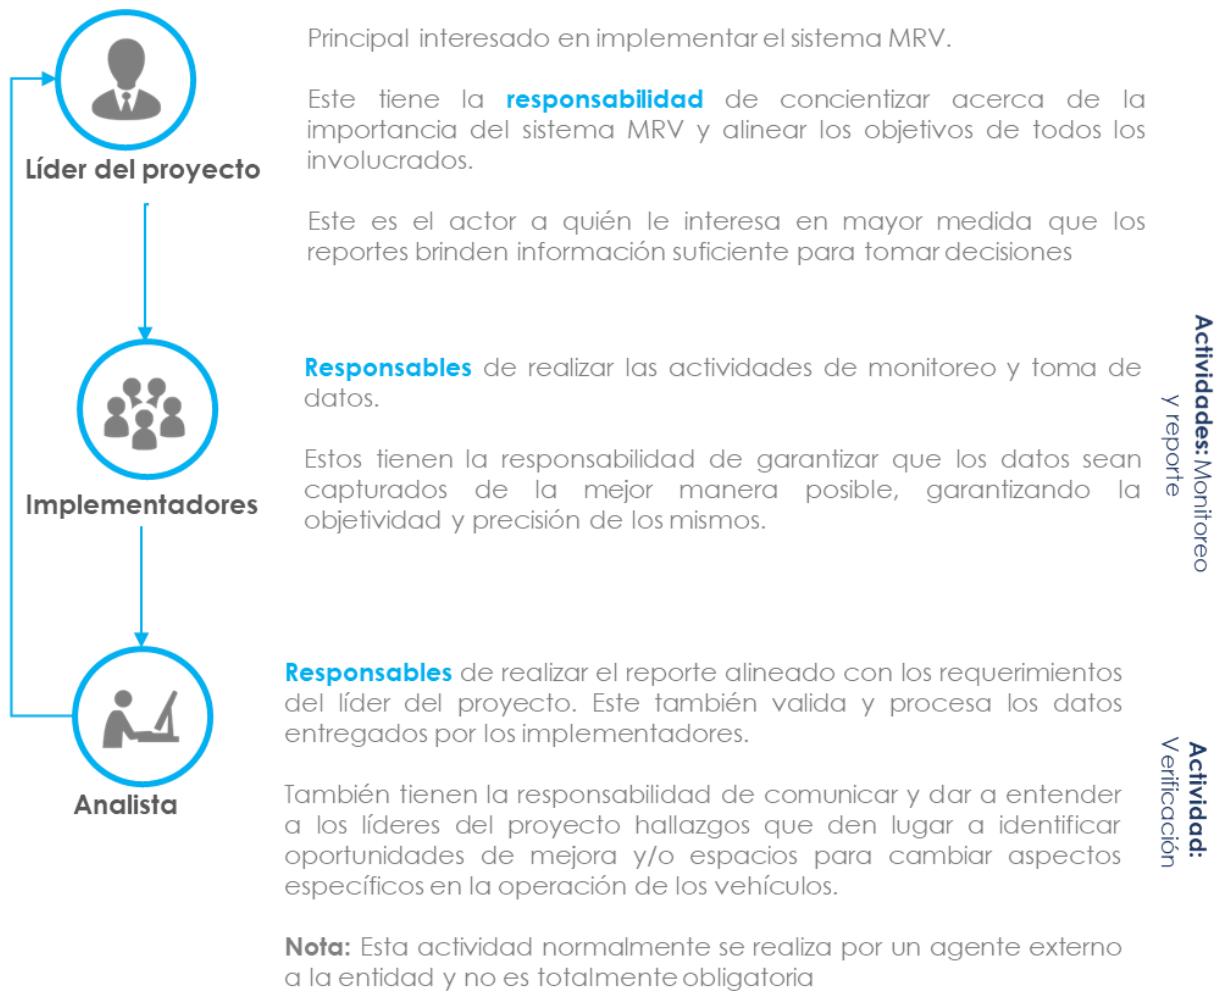 Principal interesado en implementar el sistema MRV.
Este tiene la responsabilidad de concientizar acerca de la
importancia del sistema MRV y alinear los objetivos de todos los
involucrados.
Líder del proyecto
Este es el actor a quién le interesa en mayor medida que los
reportes brinden información suficiente para tomar decisiones
Responsables de realizar las actividades de monitoreo y toma de
datos.
Estos tienen la responsabilidad de garantizar que los datos sean
capturados de la mejor manera posible, garantizando la
objetividad y precisión de los mismos.
Implementadores
Actividades: Monitoreo
y reporte
Responsables de realizar el reporte alineado con los requerimientos
del líder del proyecto. Este también valida y procesa los datos
entregados por los implementadores.
Analista
También tienen la responsabilidad de comunicar y dar a entender
a los líderes del proyecto hallazgos que den lugar a identificar
oportunidades de mejora y/o espacios para cambiar aspectos
específicos en la operación de los vehículos.
Actividad:
Verificación
Nota: Esta actividad normalmente se realiza por un agente externo
a la entidad y no es totalmente obligatoria